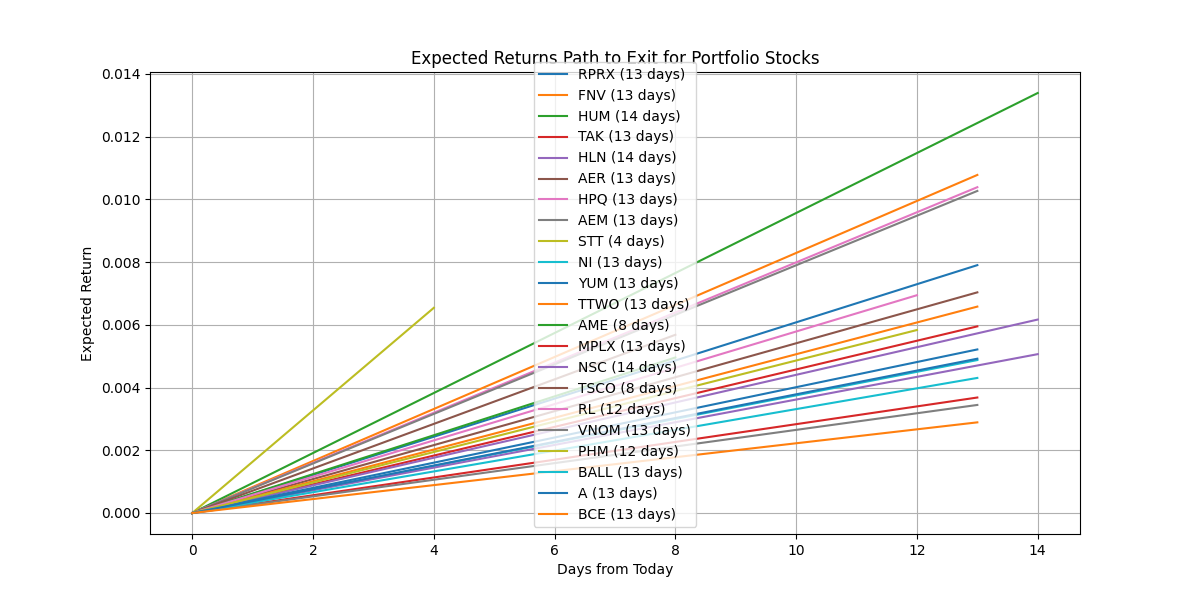 Expected Returns Path to Exit for Portfolio Stocks
Expected Return
0.014
0.012
0.010
0.008
0.006
0.004
0.002
0.000
RPRX (13 days)
FNV (13 days)
HUM (14 days)
TAK (13 days)
HLN (14 days)
AER (13 days)
HPQ (13 days)
AEM (13 days)
STT (4 days)
NI (13 days)
YUM (13 days)
TTWO (13 days)
AME (8 days)
MPLX (13 days)
NSC (14 days)
TSCO (8 days)
RL (12 days)
VNOM (13 days)
PHM (12 days)
BALL (13 days)
A (13 days)
BCE (13 days)
0 2 4 6 8 10 12 14
Days from Today